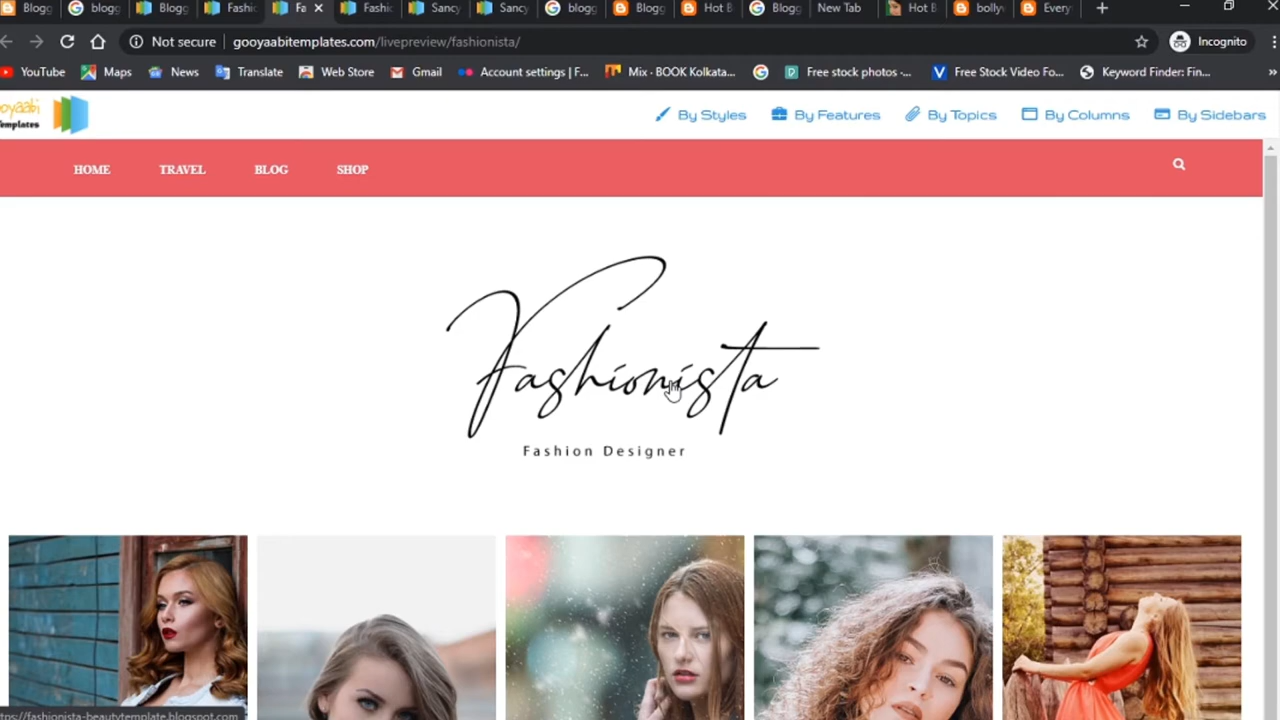 Blogg blogg Blogg Fashi Fa Fashic Sancy Sancy blogg Blogg Hot B Blogg New Tab Hot B bolly Every
Not secure gooyaabitemplates.com/livepreview/fashionista/ Incognito
YouTube Maps News Translate Web Store Gmail Account settings | F... Mix - BOOK Kolkata... Free stock photos -... Free Stock Video Fo... Keyword Finder: Fin... »
By Styles By Features By Topics By Columns By Sidebars
HOME TRAVEL BLOG SHOP
Fashionista
Fashion Designer
tps://fashionista-beautytemplate.blogspot.com